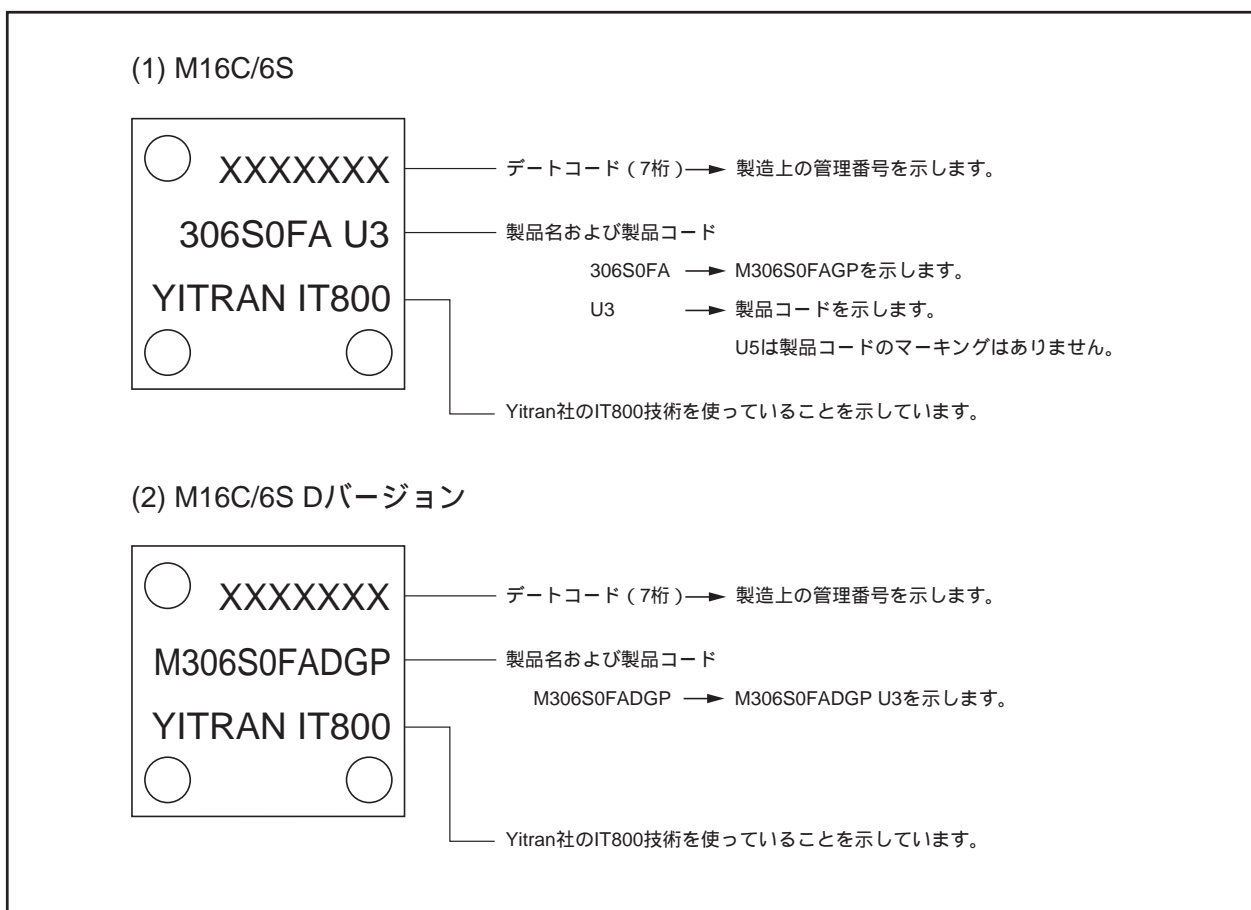 (1) M16C/6S
XXXXXXX
デートコード（7桁） 製造上の管理番号を示します。
306S0FA U3
製品名および製品コード
306S0FA M306S0FAGPを示します。
YITRAN IT800
U3 製品コードを示します。
U5は製品コードのマーキングはありません。
Yitran社のIT800技術を使っていることを示しています。
(2) M16C/6S Dバージョン
XXXXXXX
デートコード（7桁） 製造上の管理番号を示します。
M306S0FADGP
製品名および製品コード
M306S0FADGP M306S0FADGP U3を示します。
YITRAN IT800
Yitran社のIT800技術を使っていることを示しています。